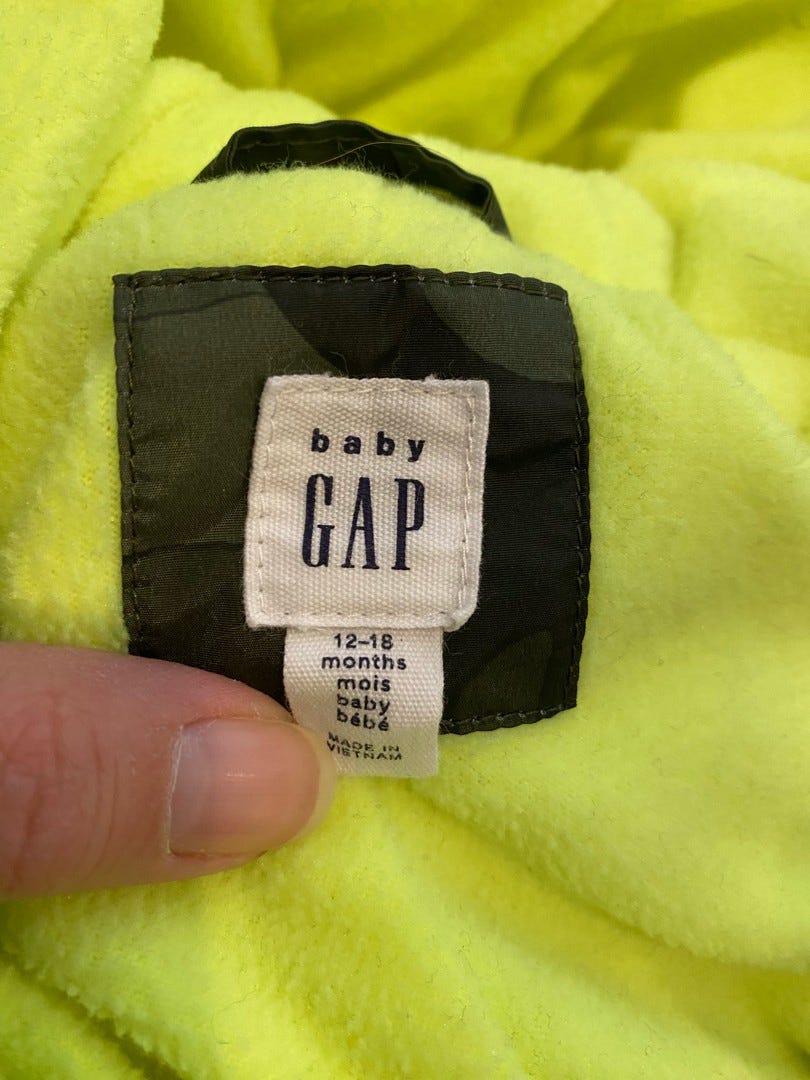 baby
GAP
12-18
months
mois
baby
bébé
MADE IN
VIETNAM